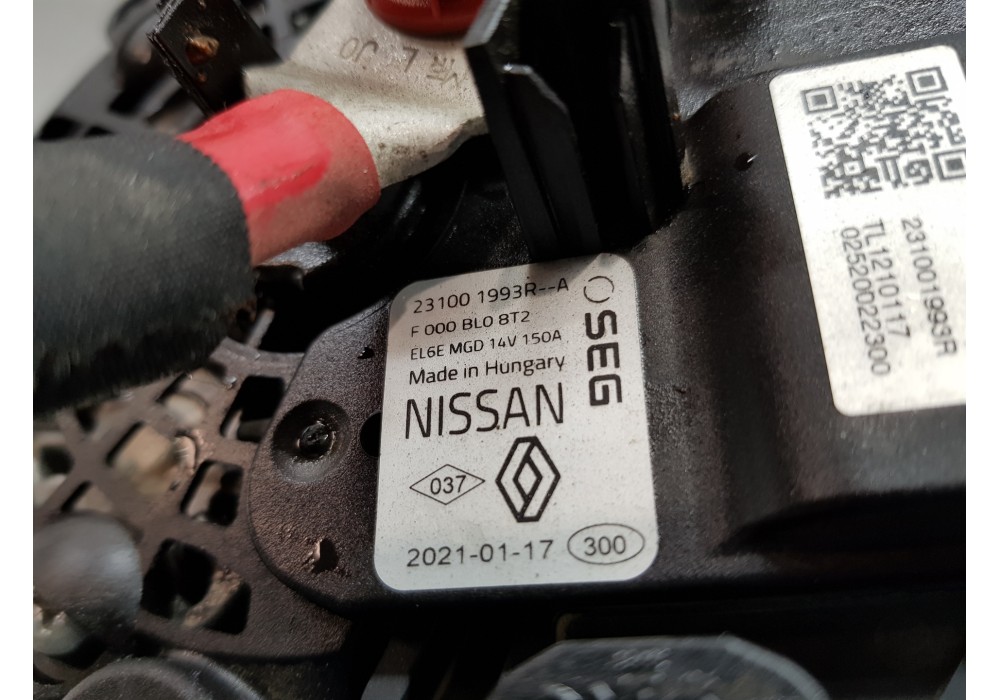 23100 1993R--A
F 000 BL0 8T2
EL6E MGD 14V 150A
Made in Hungary
NISSAN
037
2021-01-17
300
SEG
231001993R
TL1210117
025200222300